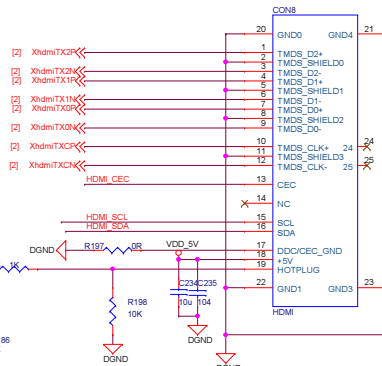 CON8
20 GND0 GND4 21
[2] XhdmiTX2P 1 TMDS_D2+
2 TMDS_SHIELD0
[2] XhdmiTX2N 3 TMDS_D2-
[2] XhdmiTX1P 4 TMDS_D1+
5 TMDS_SHIELD1
[2] XhdmiTX1N 6 TMDS_D1-
[2] XhdmiTX0P 7 TMDS_D0+
8 TMDS_SHIELD2
[2] XhdmiTX0N 9 TMDS_D0-
[2] XhdmiTXCP 10 TMDS_CLK+ 24 24
11 TMDS_SHIELD3
[2] XhdmiTXCN 12 TMDS_CLK- 25 25
HDMI_CEC 13 CEC
14 NC
HDMI_SCL 15 SCL
HDMI_SDA 16 SDA
DGND R197 0R VDD_5V 17 DDC/CEC_GND
18 +5V
1K 19 HOTPLUG
C234 C235 22 GND1 GND3 23
R198 10u 104
10K HDMI
DGND
86 DGND
DGND